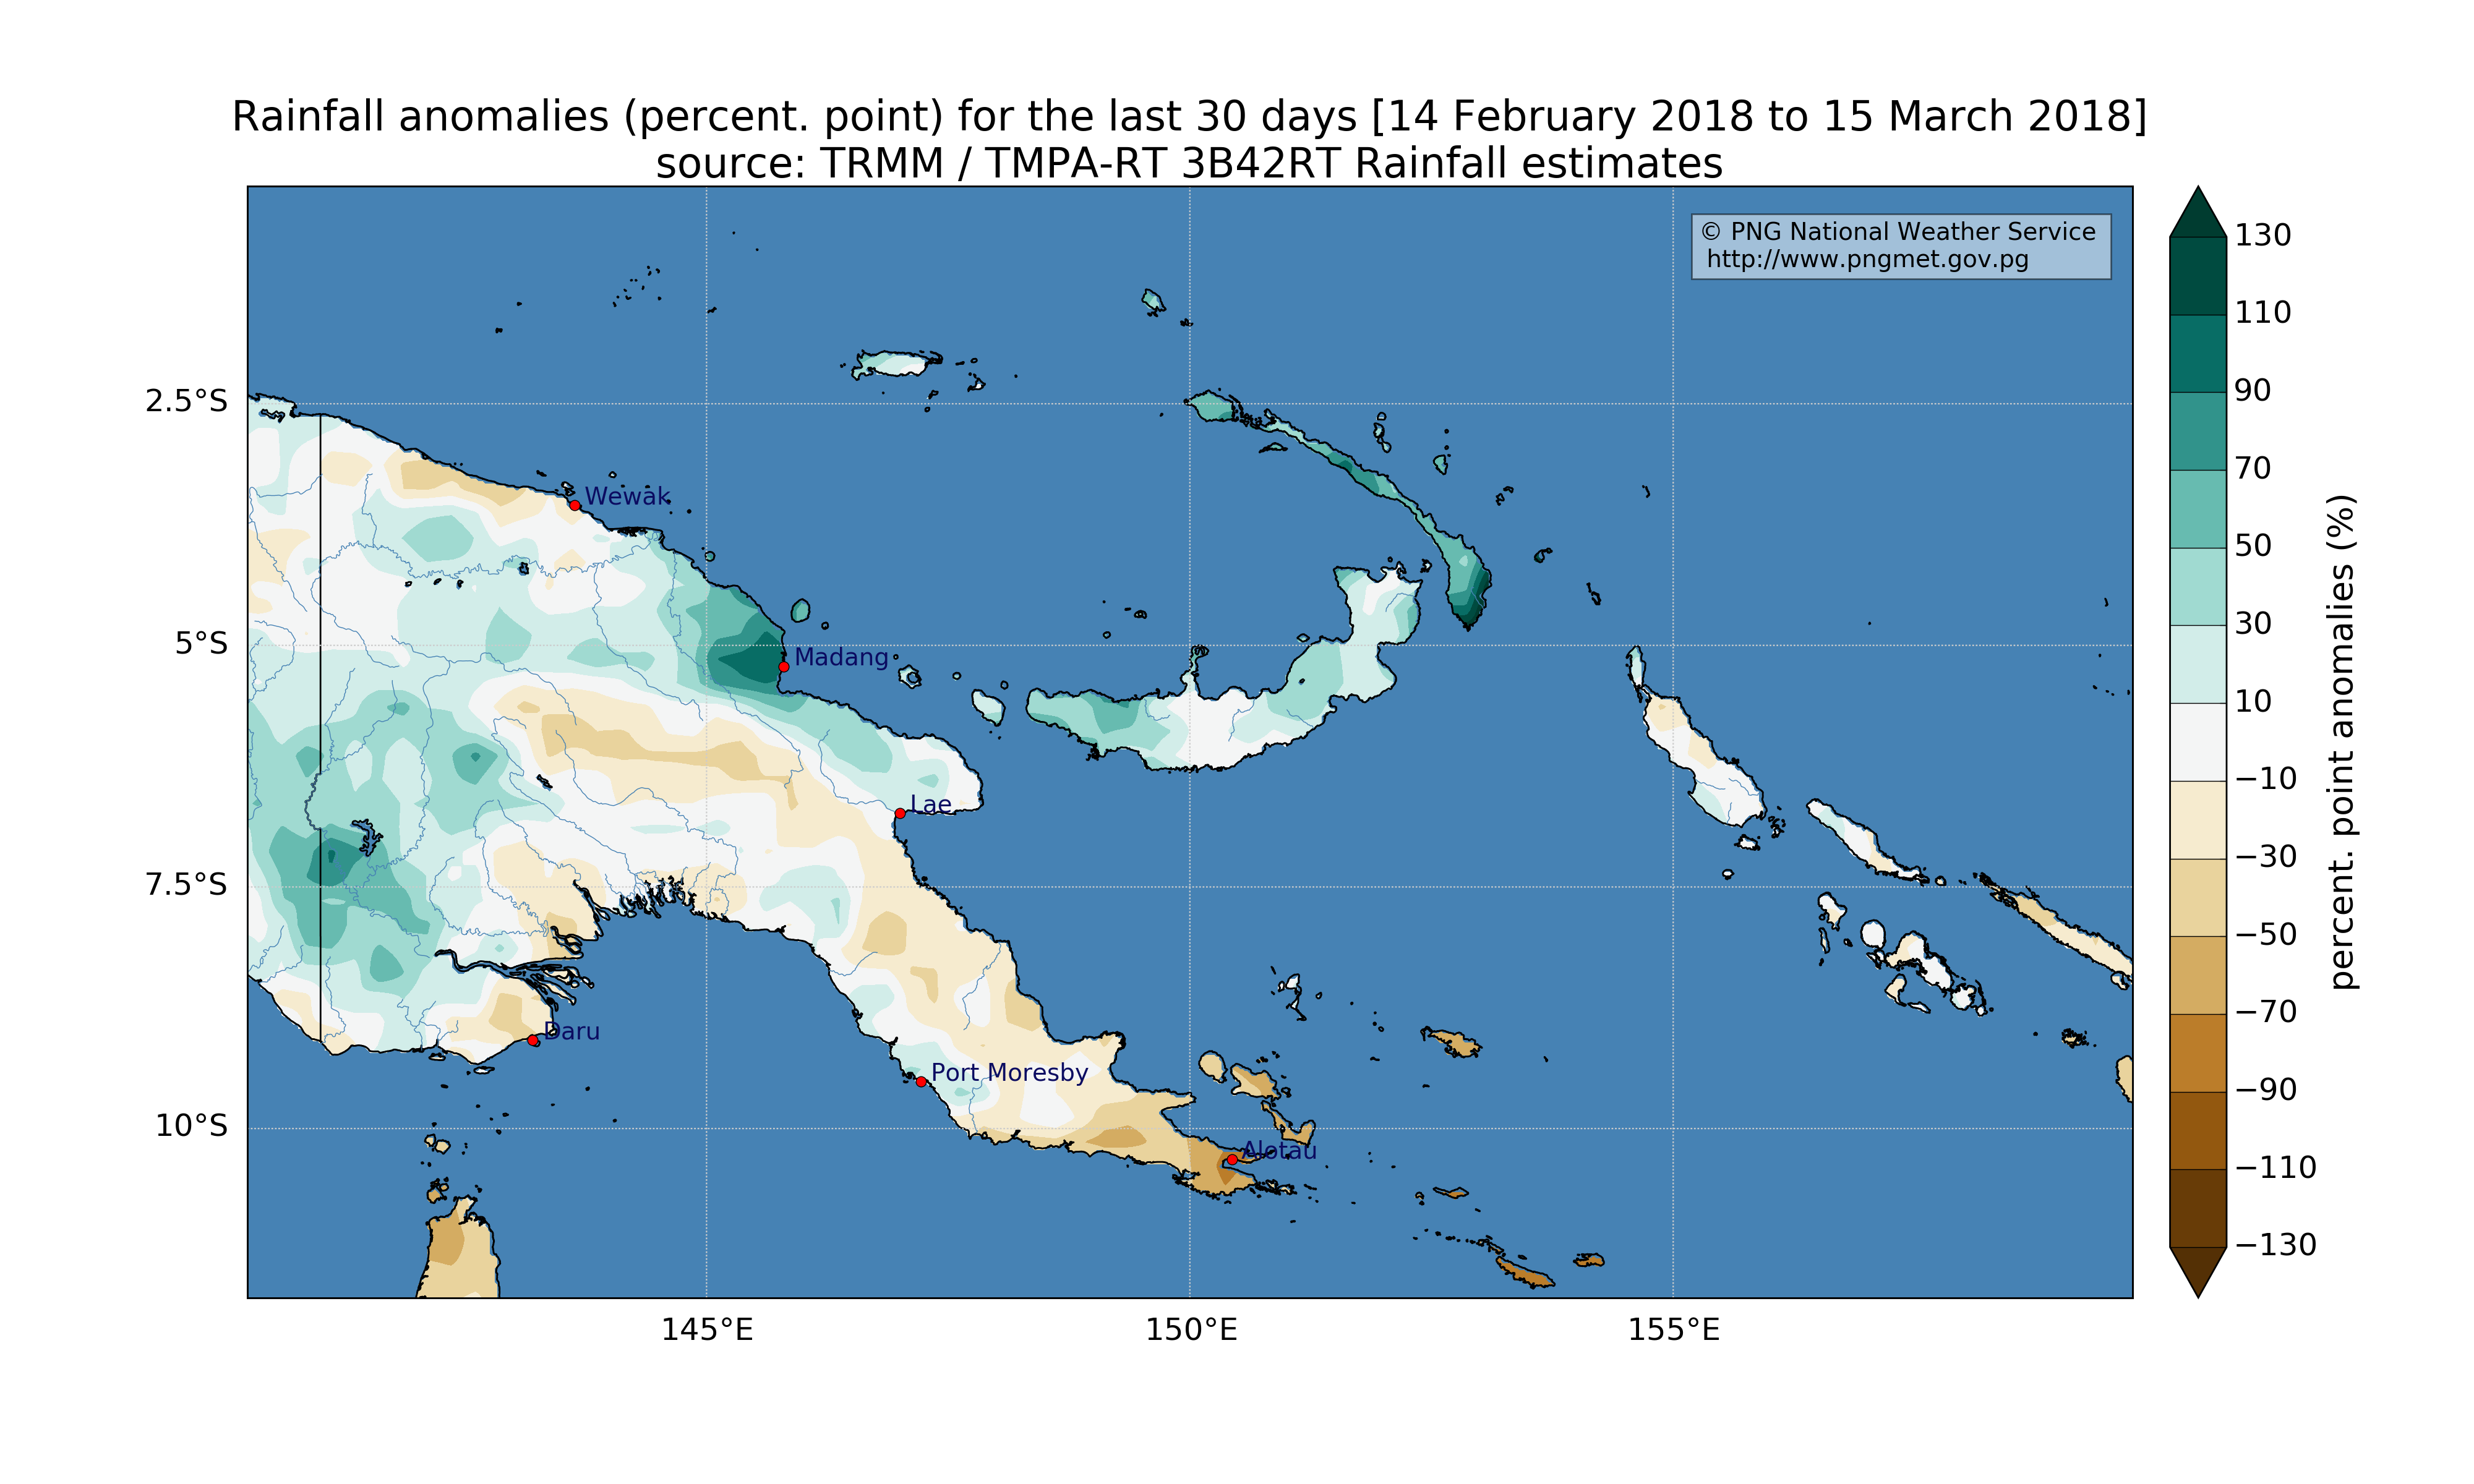 Rainfall anomalies (percent. point) for the last 30 days [14 February 2018 to 15 March 2018]
source: TRMM / TMPA-RT 3B42RT Rainfall estimates
© PNG National Weather Service
http://www.pngmet.gov.pg
2.5°S
5°S
7.5°S
10°S
145°E
150°E
155°E
Wewak
Madang
Lae
Daru
Port Moresby
Alotau
130
110
90
70
50
30
10
−10
−30
−50
−70
−90
−110
−130
percent. point anomalies (%)